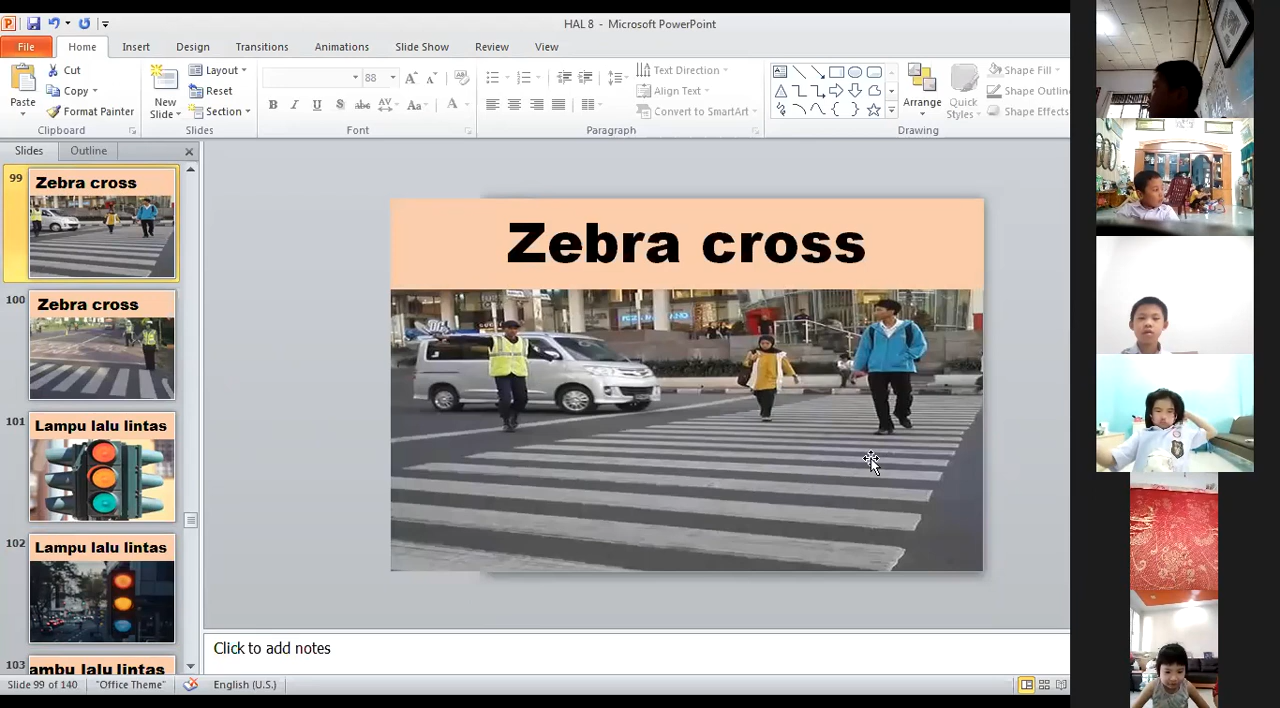 HAL 8 - Microsoft PowerPoint
File Home Insert Design Transitions Animations Slide Show Review View
Paste
Cut
Copy
Format Painter
Clipboard
New Slide
Layout
Reset
Section
Slides
88
B I U S abc AV Aa A
Font
Text Direction
Align Text
Convert to SmartArt
Paragraph
Arrange
Quick Styles
Shape Fill
Shape Outlin
Shape Effects
Drawing
Slides Outline
99
Zebra cross
100
Zebra cross
101
Lampu lalu lintas
102
Lampu lalu lintas
103
ambu lalu lintas
Zebra cross
Click to add notes
Slide 99 of 140 "Office Theme" English (U.S.)